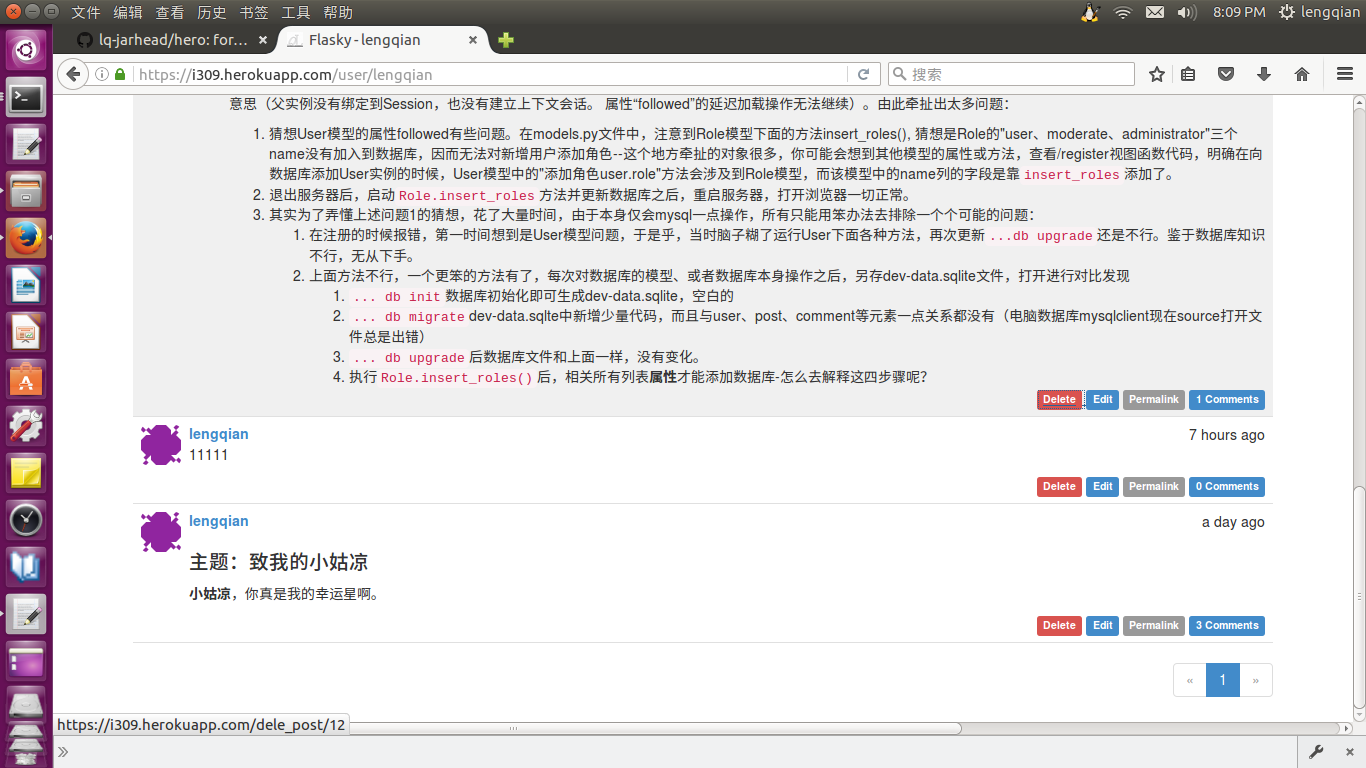 文件 编辑 查看 历史 书签 工具 帮助 8:09 PM lengqian
lq-jarhead/hero: for… × Flasky - lengqian ×
https://i309.herokuapp.com/user/lengqian 搜索
意思（父实例没有绑定到Session，也没有建立上下文会话。 属性“followed”的延迟加载操作无法继续）。由此牵扯出太多问题：
1. 猜想User模型的属性followed有些问题。在models.py文件中，注意到Role模型下面的方法insert_roles(), 猜想是Role的"user、moderate、administrator"三个
name没有加入到数据库，因而无法对新增用户添加角色--这个地方牵扯的对象很多，你可能会想到其他模型的属性或方法，查看/register视图函数代码，明确在向
数据库添加User实例的时候，User模型中的"添加角色user.role"方法会涉及到Role模型，而该模型中的name列的字段是靠 insert_roles 添加了。
2. 退出服务器后，启动 Role.insert_roles 方法并更新数据库之后，重启服务器，打开浏览器一切正常。
3. 其实为了弄懂上述问题1的猜想，花了大量时间，由于本身仅会mysql一点操作，所有只能用笨办法去排除一个个可能的问题：
1. 在注册的时候报错，第一时间想到是User模型问题，于是乎，当时脑子糊了运行User下面各种方法，再次更新 ...db upgrade 还是不行。鉴于数据库知识
不行，无从下手。
2. 上面方法不行，一个更笨的方法有了，每次对数据库的模型、或者数据库本身操作之后，另存dev-data.sqlite文件，打开进行对比发现
1. ... db init 数据库初始化即可生成dev-data.sqlite，空白的
2. ... db migrate dev-data.sqlte中新增少量代码，而且与user、post、comment等元素一点关系都没有（电脑数据库mysqlclient现在source打开文
件总是出错）
3. ... db upgrade 后数据库文件和上面一样，没有变化。
4. 执行 Role.insert_roles() 后，相关所有列表属性才能添加数据库-怎么去解释这四步骤呢？
Delete Edit Permalink 1 Comments
lengqian 7 hours ago
11111
Delete Edit Permalink 0 Comments
lengqian a day ago
主题：致我的小姑凉
小姑凉，你真是我的幸运星啊。
Delete Edit Permalink 3 Comments
« 1 »
https://i309.herokuapp.com/dele_post/12